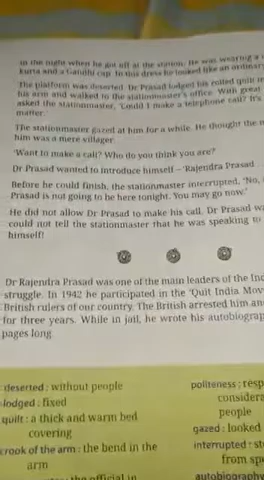 in the night when he got off at the station. He was wearing a
kurta and a Gandhi cap. In this dress he looked like an ordinary
The platform was deserted. Dr Prasad lodged his rolled quilt in
his arm and walked to the stationmaster's office. With great
asked the stationmaster, 'Could I make a telephone call? It's
matter.'
The stationmaster gazed at him for a while. He thought the m
him was a mere villager.
'Want to make a call? Who do you think you are?'
Dr Prasad wanted to introduce himself – 'Rajendra Prasad
Before he could finish, the stationmaster interrupted, 'No,
Prasad is not going to be here tonight. You may go now.'
He did not allow Dr Prasad to make his call. Dr Prasad wa
could not tell the stationmaster that he was speaking to
himself!
Dr Rajendra Prasad was one of the main leaders of the Ind
struggle. In 1942 he participated in the 'Quit India Mov
British rulers of our country. The British arrested him an
for three years. While in jail, he wrote his autobiograp
pages long.
deserted : without people
lodged : fixed
quilt : a thick and warm bed
covering
crook of the arm : the bend in the
arm
the official in
politeness : resp
considera
people
gazed : looked
interrupted : st
from spe
autobiography